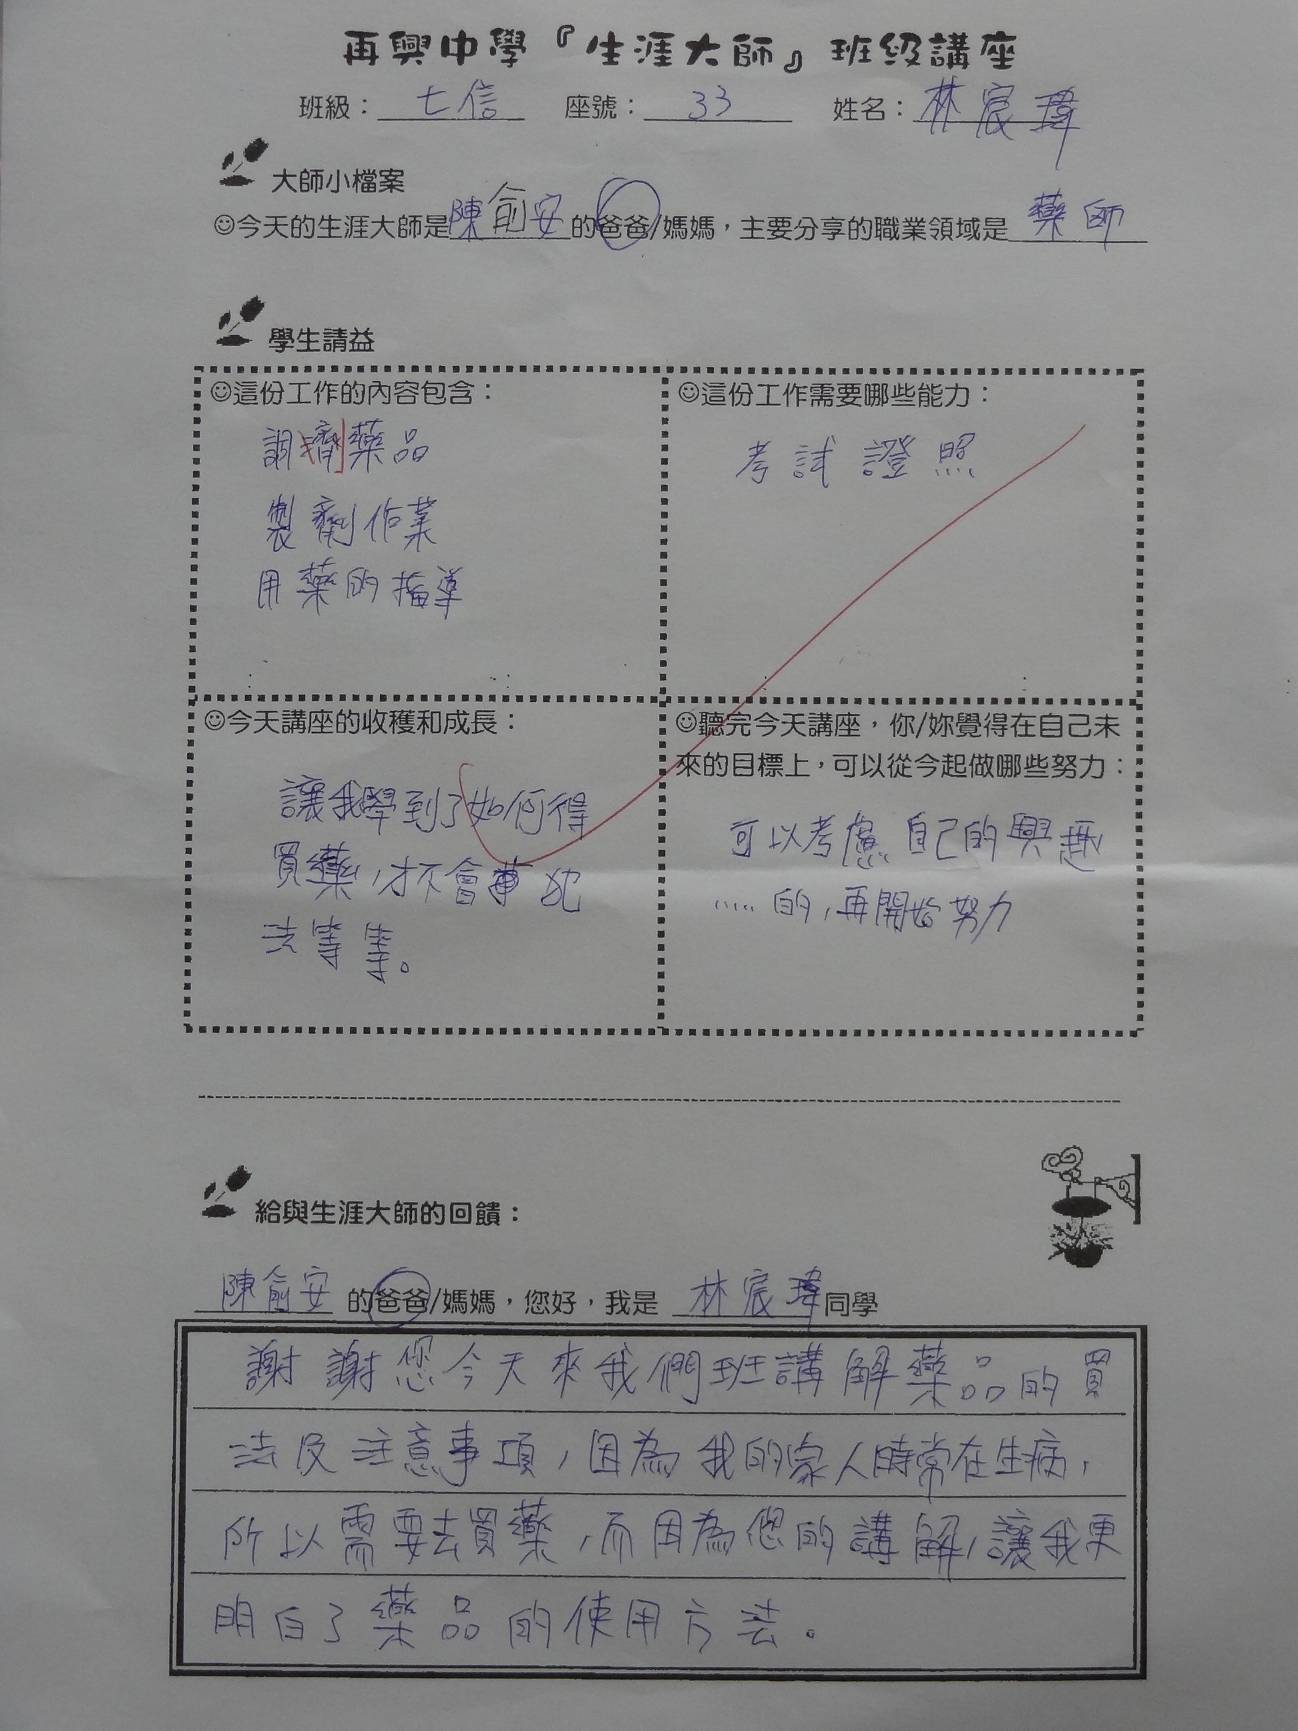 再興中學『生涯大師』班級講座
班級：七信 座號：33 姓名：林宸瑋
大師小檔案
☺今天的生涯大師是陳俞安的爸爸/媽媽，主要分享的職業領域是藥師
學生請益
☺這份工作的內容包含：
調劑藥品
製劑作業
用藥的指導
☺這份工作需要哪些能力：
考試證照
☺今天講座的收穫和成長：
讓我學到了如何得
買藥，才不會犯
法等等。
☺聽完今天講座，你/妳覺得在自己未
來的目標上，可以從今起做哪些努力：
可以考慮自己的興趣
……的，再開始努力
給與生涯大師的回饋：
陳俞安的爸爸/媽媽，您好，我是林宸瑋同學
謝謝您今天來我們班講解藥品的買
法及注意事項，因為我的家人時常在生病，
所以需要去買藥，而因為您的講解，讓我更
明白了藥品的使用方法。